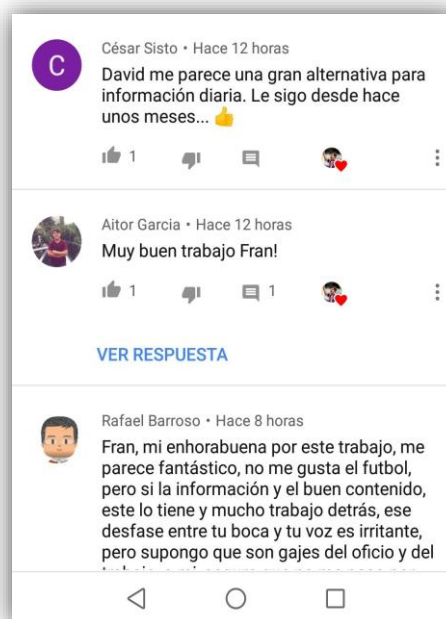 C
César Sisto • Hace 12 horas
David me parece una gran alternativa para
información diaria. Le sigo desde hace
unos meses... 👍
1
Aitor Garcia • Hace 12 horas
Muy buen trabajo Fran!
1 1
VER RESPUESTA
Rafael Barroso • Hace 8 horas
Fran, mi enhorabuena por este trabajo, me
parece fantástico, no me gusta el futbol,
pero si la información y el buen contenido,
este lo tiene y mucho trabajo detrás, ese
desfase entre tu boca y tu voz es irritante,
pero supongo que son gajes del oficio y del